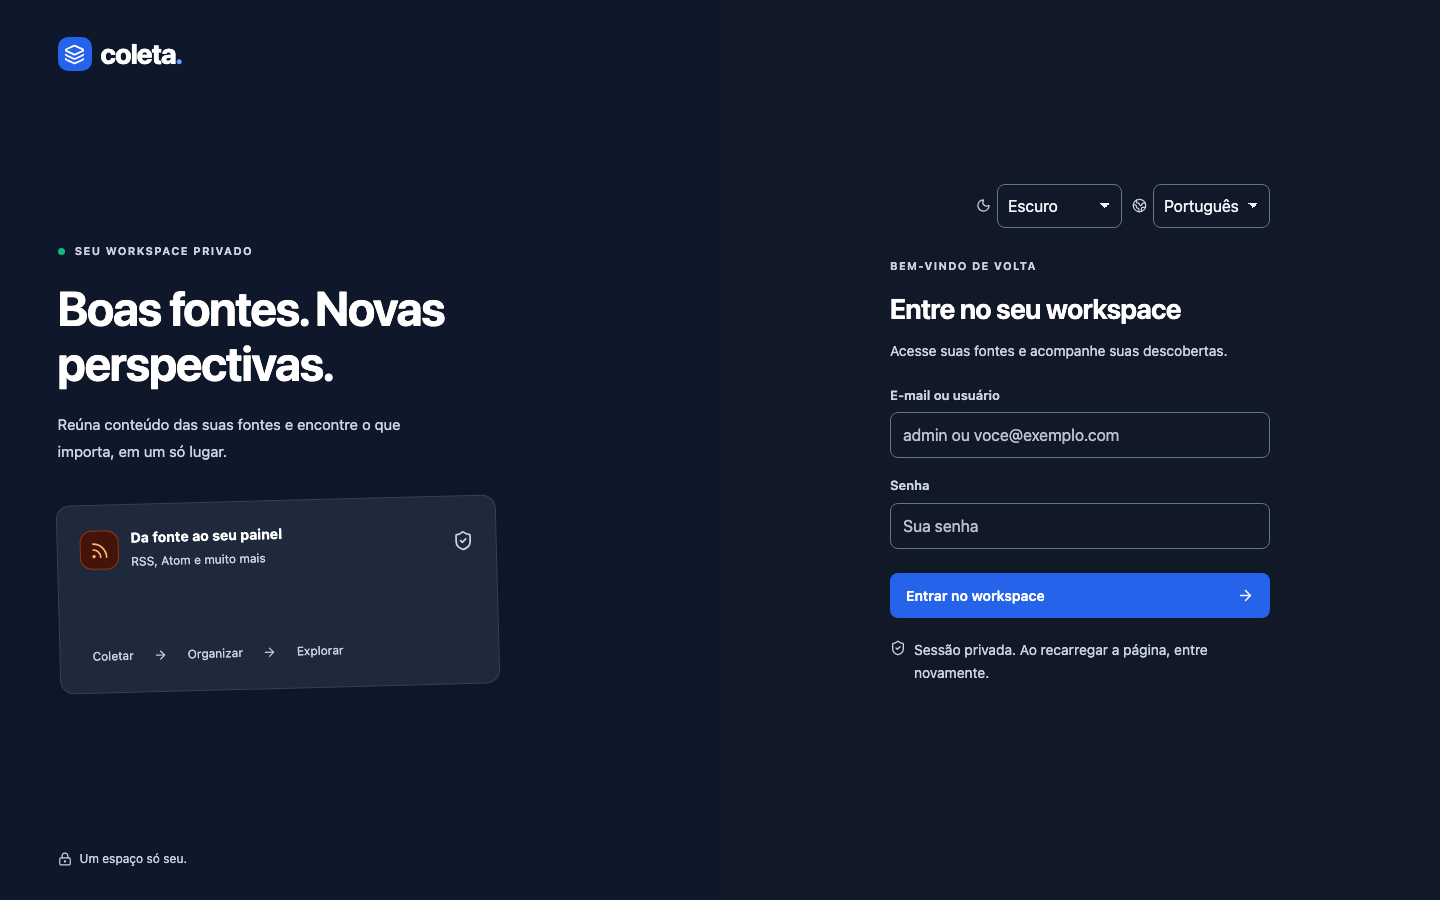 coleta.
SEU WORKSPACE PRIVADO
Boas fontes. Novas
perspectivas.
Reúna conteúdo das suas fontes e encontre o que
importa, em um só lugar.
Da fonte ao seu painel
RSS, Atom e muito mais
Coletar
Organizar
Explorar
Um espaço só seu.
Escuro
Português
BEM-VINDO DE VOLTA
Entre no seu workspace
Acesse suas fontes e acompanhe suas descobertas.
E-mail ou usuário
admin ou voce@exemplo.com
Senha
Sua senha
Entrar no workspace
Sessão privada. Ao recarregar a página, entre
novamente.